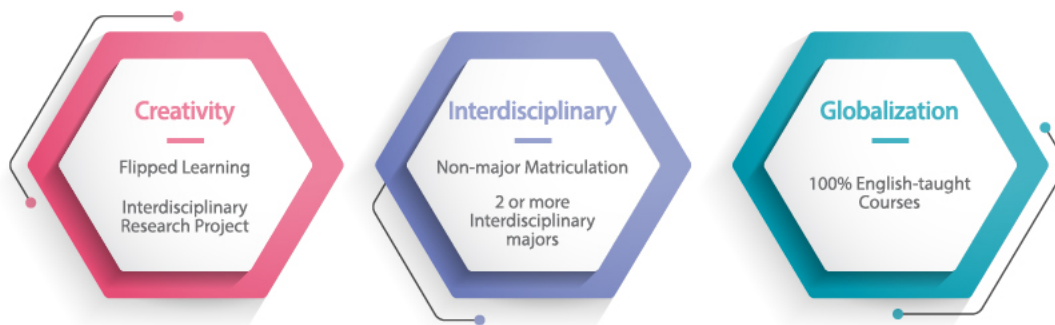 Creativity
Flipped Learning
Interdisciplinary
Research Project
Interdisciplinary
Non-major Matriculation
2 or more
Interdisciplinary
majors
Globalization
100% English-taught
Courses